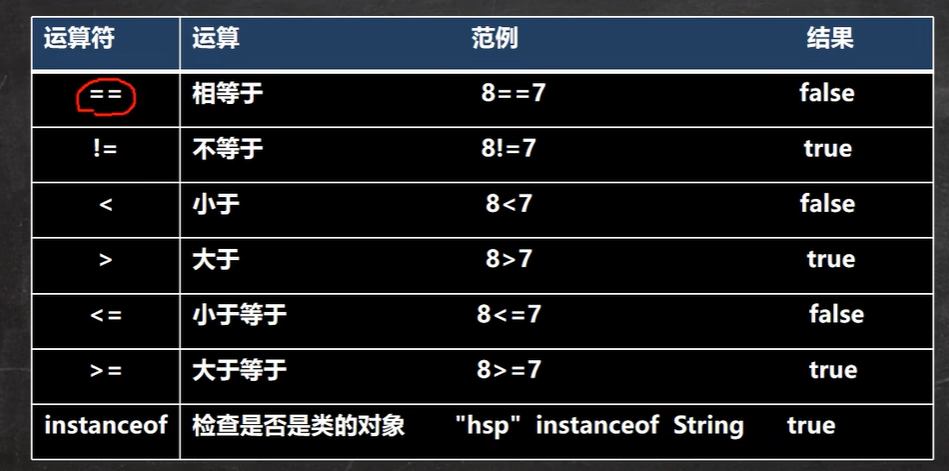 运算符 运算 范例 结果
== 相等于 8==7 false
!= 不等于 8!=7 true
< 小于 8<7 false
> 大于 8>7 true
<= 小于等于 8<=7 false
>= 大于等于 8>=7 true
instanceof 检查是否是类的对象 "hsp" instanceof String true